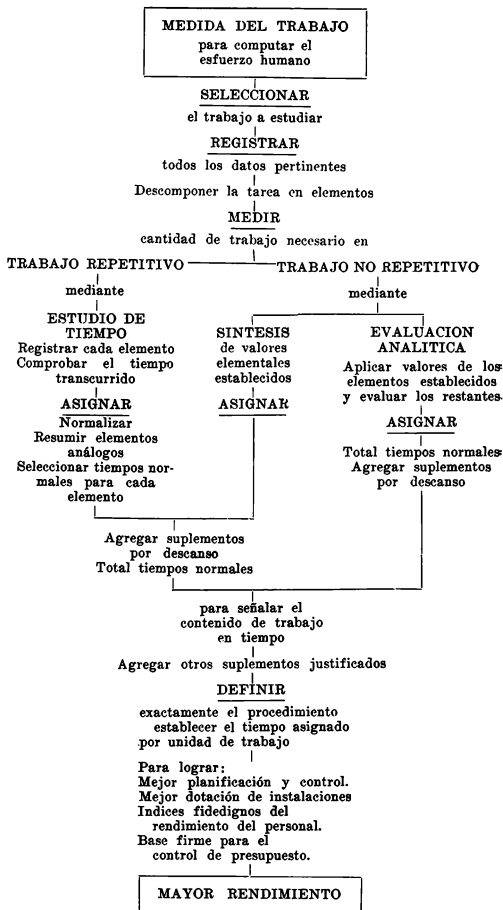 MEDIDA DEL TRABAJO
para computar el
esfuerzo humano
SELECCIONAR
el trabajo a estudiar
REGISTRAR
todos los datos pertinentes
Descomponer la tarea en elementos
MEDIR
cantidad de trabajo necesario en
TRABAJO REPETITIVO
mediante
ESTUDIO DE
TIEMPO
Registrar cada elemento
Comprobar el tiempo
transcurrido
ASIGNAR
Normalizar
Resumir elementos
análogos
Seleccionar tiempos nor-
males para cada
elemento
TRABAJO NO REPETITIVO
mediante
SINTESIS
de valores
elementales
establecidos
ASIGNAR
EVALUACION
ANALITICA
Aplicar valores de los
elementos establecidos
y evaluar los restantes.
ASIGNAR
Total tiempos normales
Agregar suplementos
por descanso
Agregar suplementos
por descanso
Total tiempos normales
para señalar el
contenido de trabajo
en tiempo
Agregar otros suplementos justificados
DEFINIR
exactamente el procedimiento
establecer el tiempo asignado
por unidad de trabajo
Para lograr:
Mejor planificación y control.
Mejor dotación de instalaciones
Indices fidedignos del
rendimiento del personal.
Base firme para el
control de presupuesto.
MAYOR RENDIMIENTO